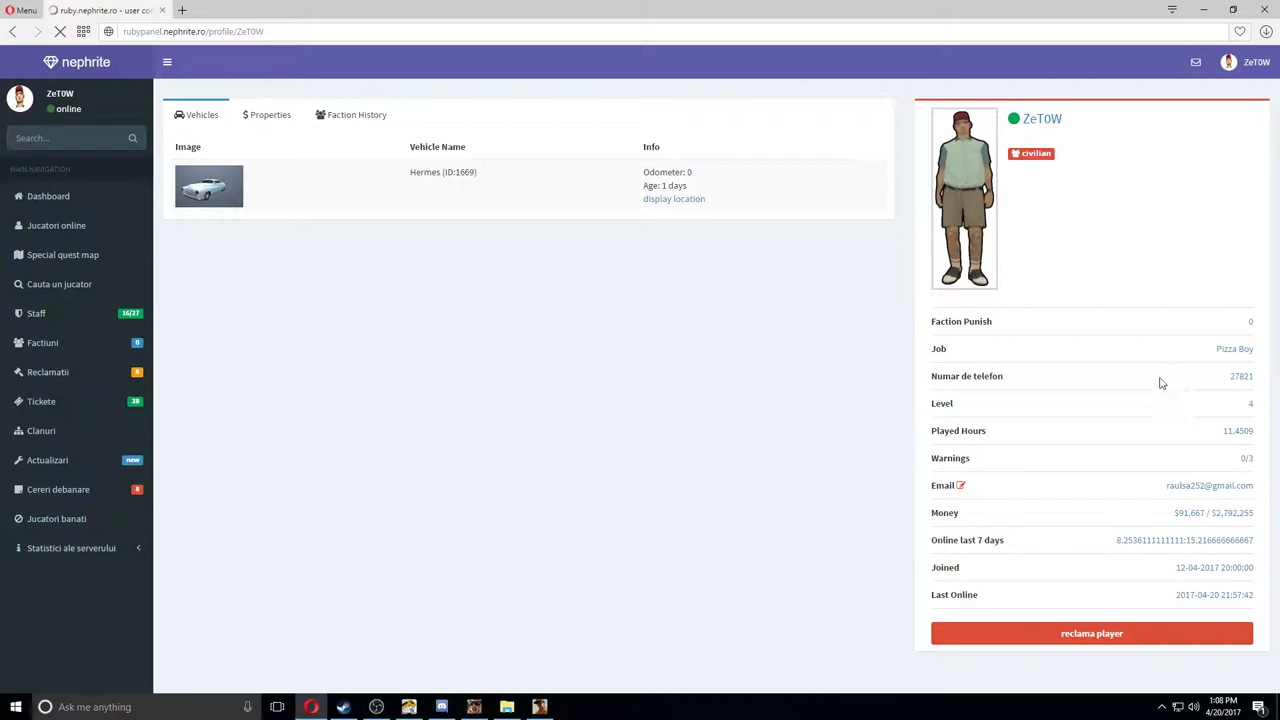 Menu
ruby.nephrite.ro - user co
rubypanel.nephrite.ro/profile/ZeT0W
nephrite
ZeT0W
ZeT0W
online
Search...
MAIN NAVIGATION
Dashboard
Jucatori online
Special quest map
Cauta un jucator
Staff 16/27
Factiuni 0
Reclamatii 8
Tickete 38
Clanuri
Actualizari new
Cereri debanare 8
Jucatori banati
Statistici ale serverului
Vehicles Properties Faction History
Image Vehicle Name Info
Hermes (ID:1669)
Odometer: 0
Age: 1 days
display location
ZeT0W
civilian
Faction Punish 0
Job Pizza Boy
Numar de telefon 27821
Level 4
Played Hours 11.4509
Warnings 0/3
Email raulsa252@gmail.com
Money $91,667 / $2,792,255
Online last 7 days 8.2536111111111:15.216666666667
Joined 12-04-2017 20:00:00
Last Online 2017-04-20 21:57:42
reclama player
Ask me anything
1:08 PM
4/20/2017